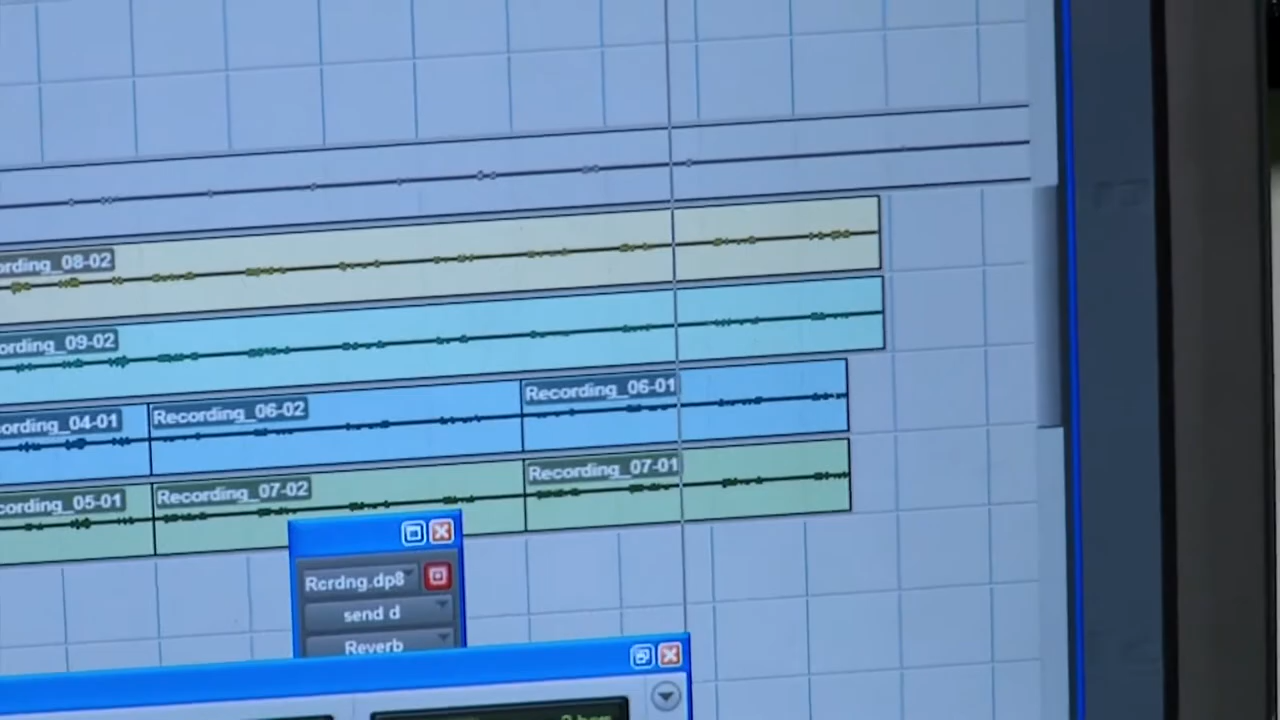 ording_08-02
ording_09-02
ording_04-01
Recording_06-02
Recording_06-01
ording_05-01
Recording_07-02
Recording_07-01
Rcrdng.dp8
send d
Reverb